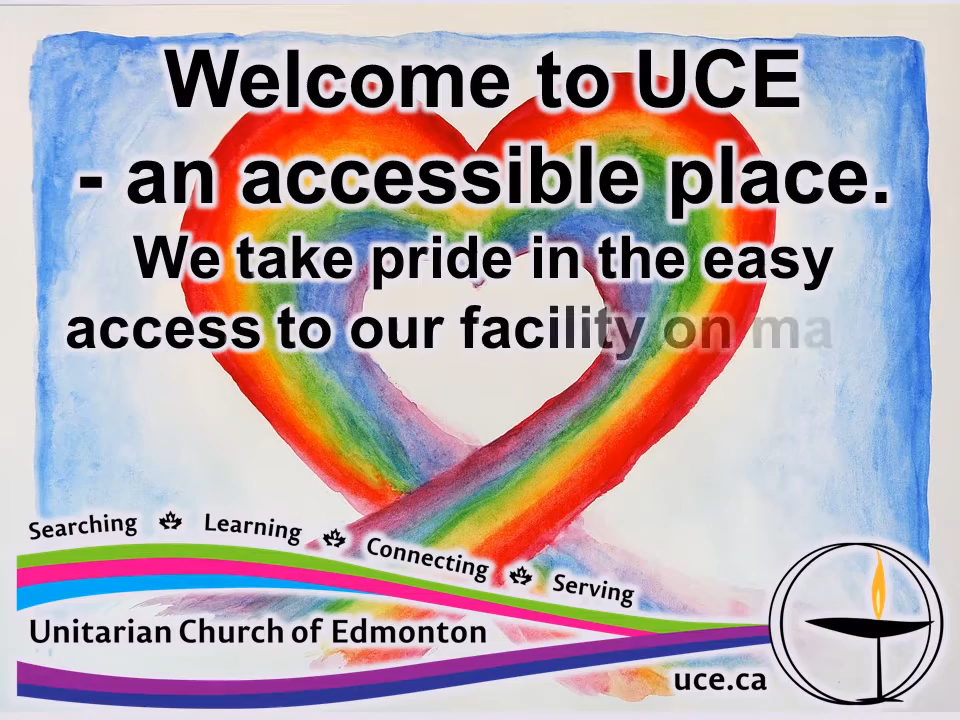 Welcome to UCE
- an accessible place.
We take pride in the easy
access to our facility on ma
Searching Learning Connecting Serving
Unitarian Church of Edmonton
uce.ca